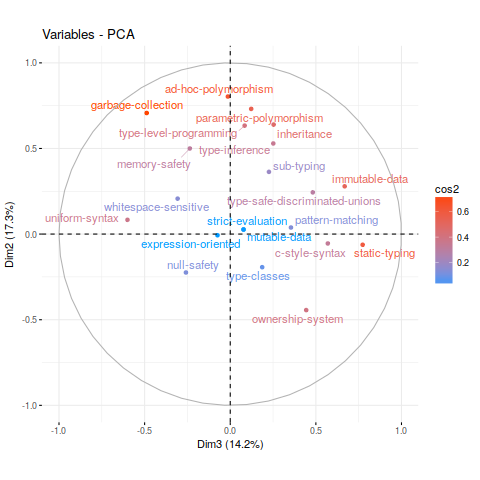 Variables - PCA
ad-hoc-polymorphism
garbage-collection
parametric-polymorphism
type-level-programming
inheritance
type-inference
memory-safety
sub-typing
immutable-data
type-safe-discriminated-unions
whitespace-sensitive
uniform-syntax
strict-evaluation
pattern-matching
mutable-data
expression-oriented
c-style-syntax
static-typing
null-safety
type-classes
ownership-system
1.0
0.5
0.0
-0.5
-1.0
Dim2 (17.3%)
-1.0 -0.5 0.0 0.5 1.0
Dim3 (14.2%)
cos2
0.6
0.4
0.2